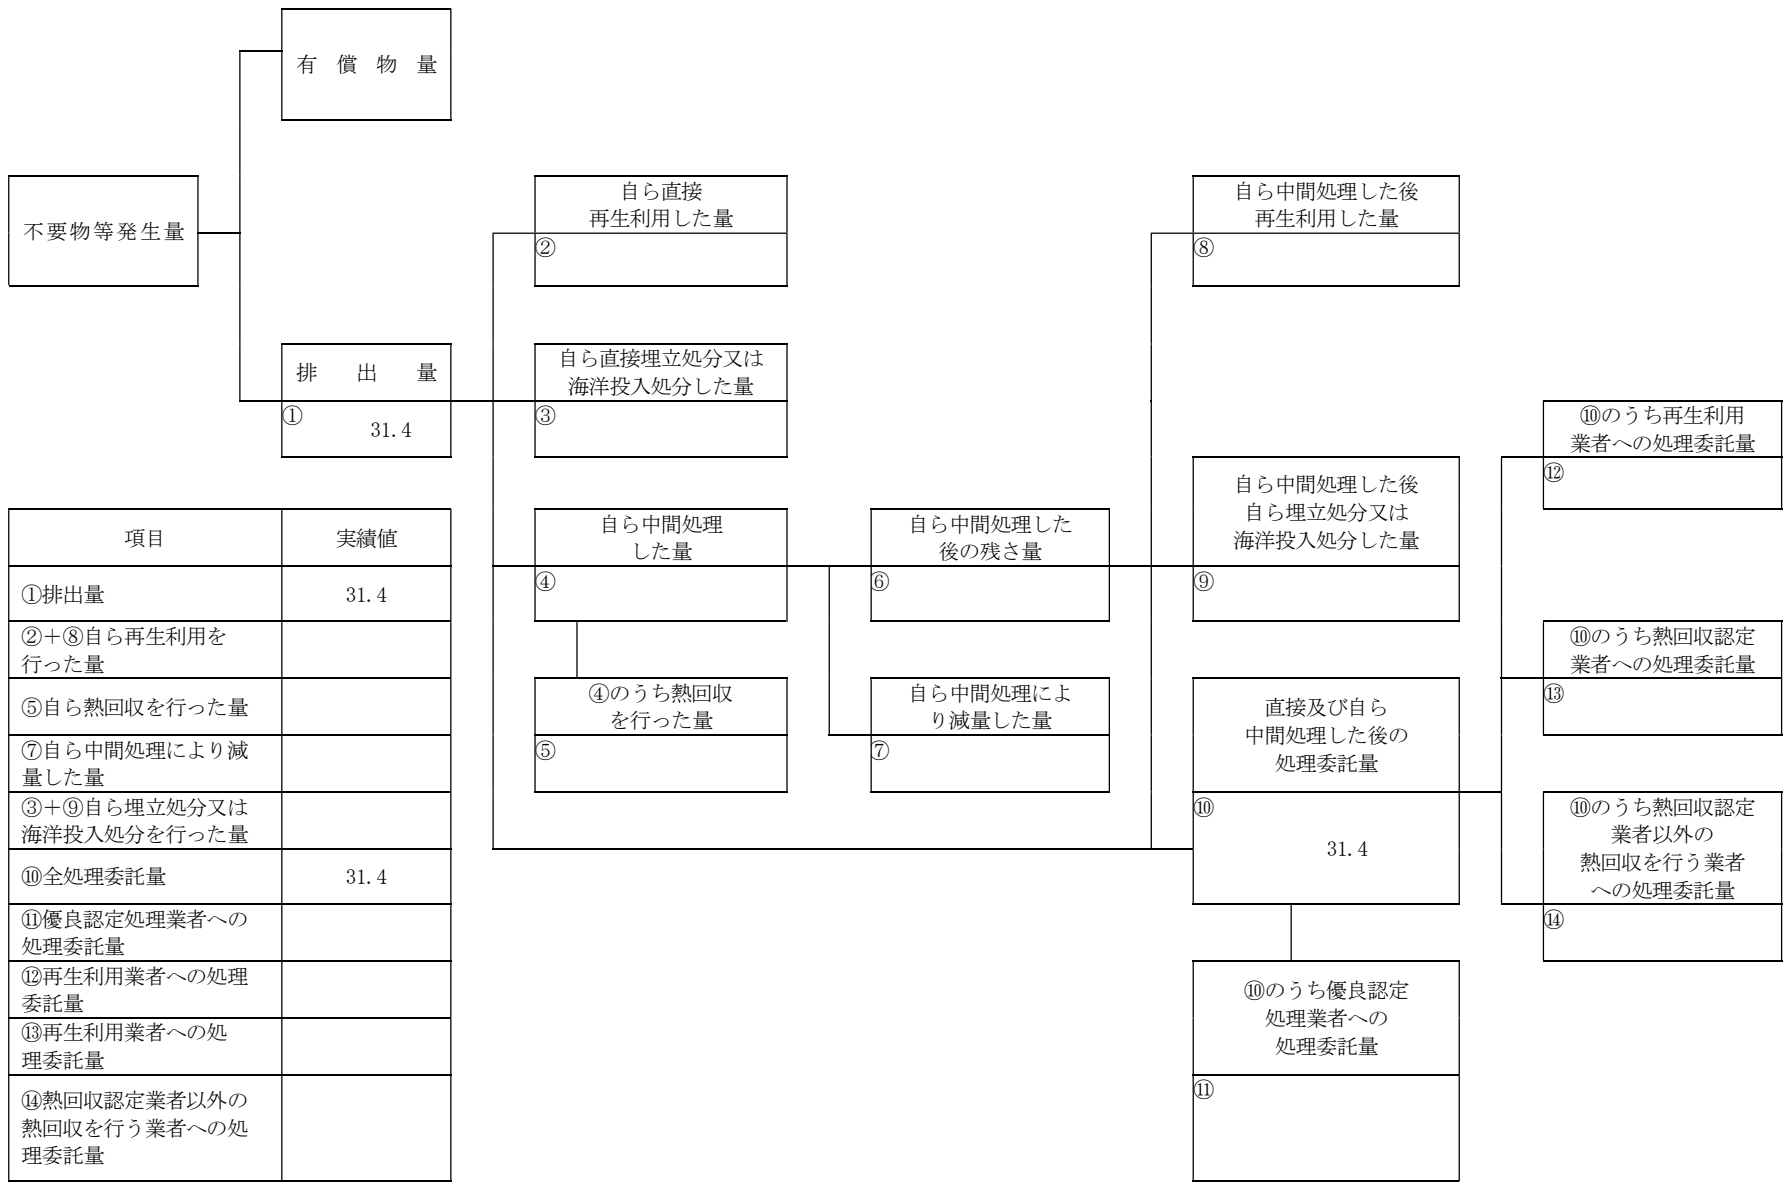 有償物量
不要物等発生量
自ら直接
再生利用した量
②
自ら中間処理した後
再生利用した量
⑧
排出量
①
31.4
自ら直接埋立処分又は
海洋投入処分した量
③
⑩のうち再生利用
業者への処理委託量
⑫
自ら中間処理
した量
④
自ら中間処理した
後の残さ量
⑥
自ら中間処理した後
自ら埋立処分又は
海洋投入処分した量
⑨
⑩のうち熱回収認定
業者への処理委託量
⑬
④のうち熱回収
を行った量
⑤
自ら中間処理によ
り減量した量
⑦
直接及び自ら
中間処理した後の
処理委託量
⑩
31.4
⑩のうち熱回収認定
業者以外の
熱回収を行う業者
への処理委託量
⑭
⑩のうち優良認定
処理業者への
処理委託量
⑪
項目 実績値
①排出量 31.4
②＋⑧自ら再生利用を
行った量
⑤自ら熱回収を行った量
⑦自ら中間処理により減
量した量
③＋⑨自ら埋立処分又は
海洋投入処分を行った量
⑩全処理委託量 31.4
⑪優良認定処理業者への
処理委託量
⑫再生利用業者への処理
委託量
⑬再生利用業者への処
理委託量
⑭熱回収認定業者以外の
熱回収を行う業者への処
理委託量